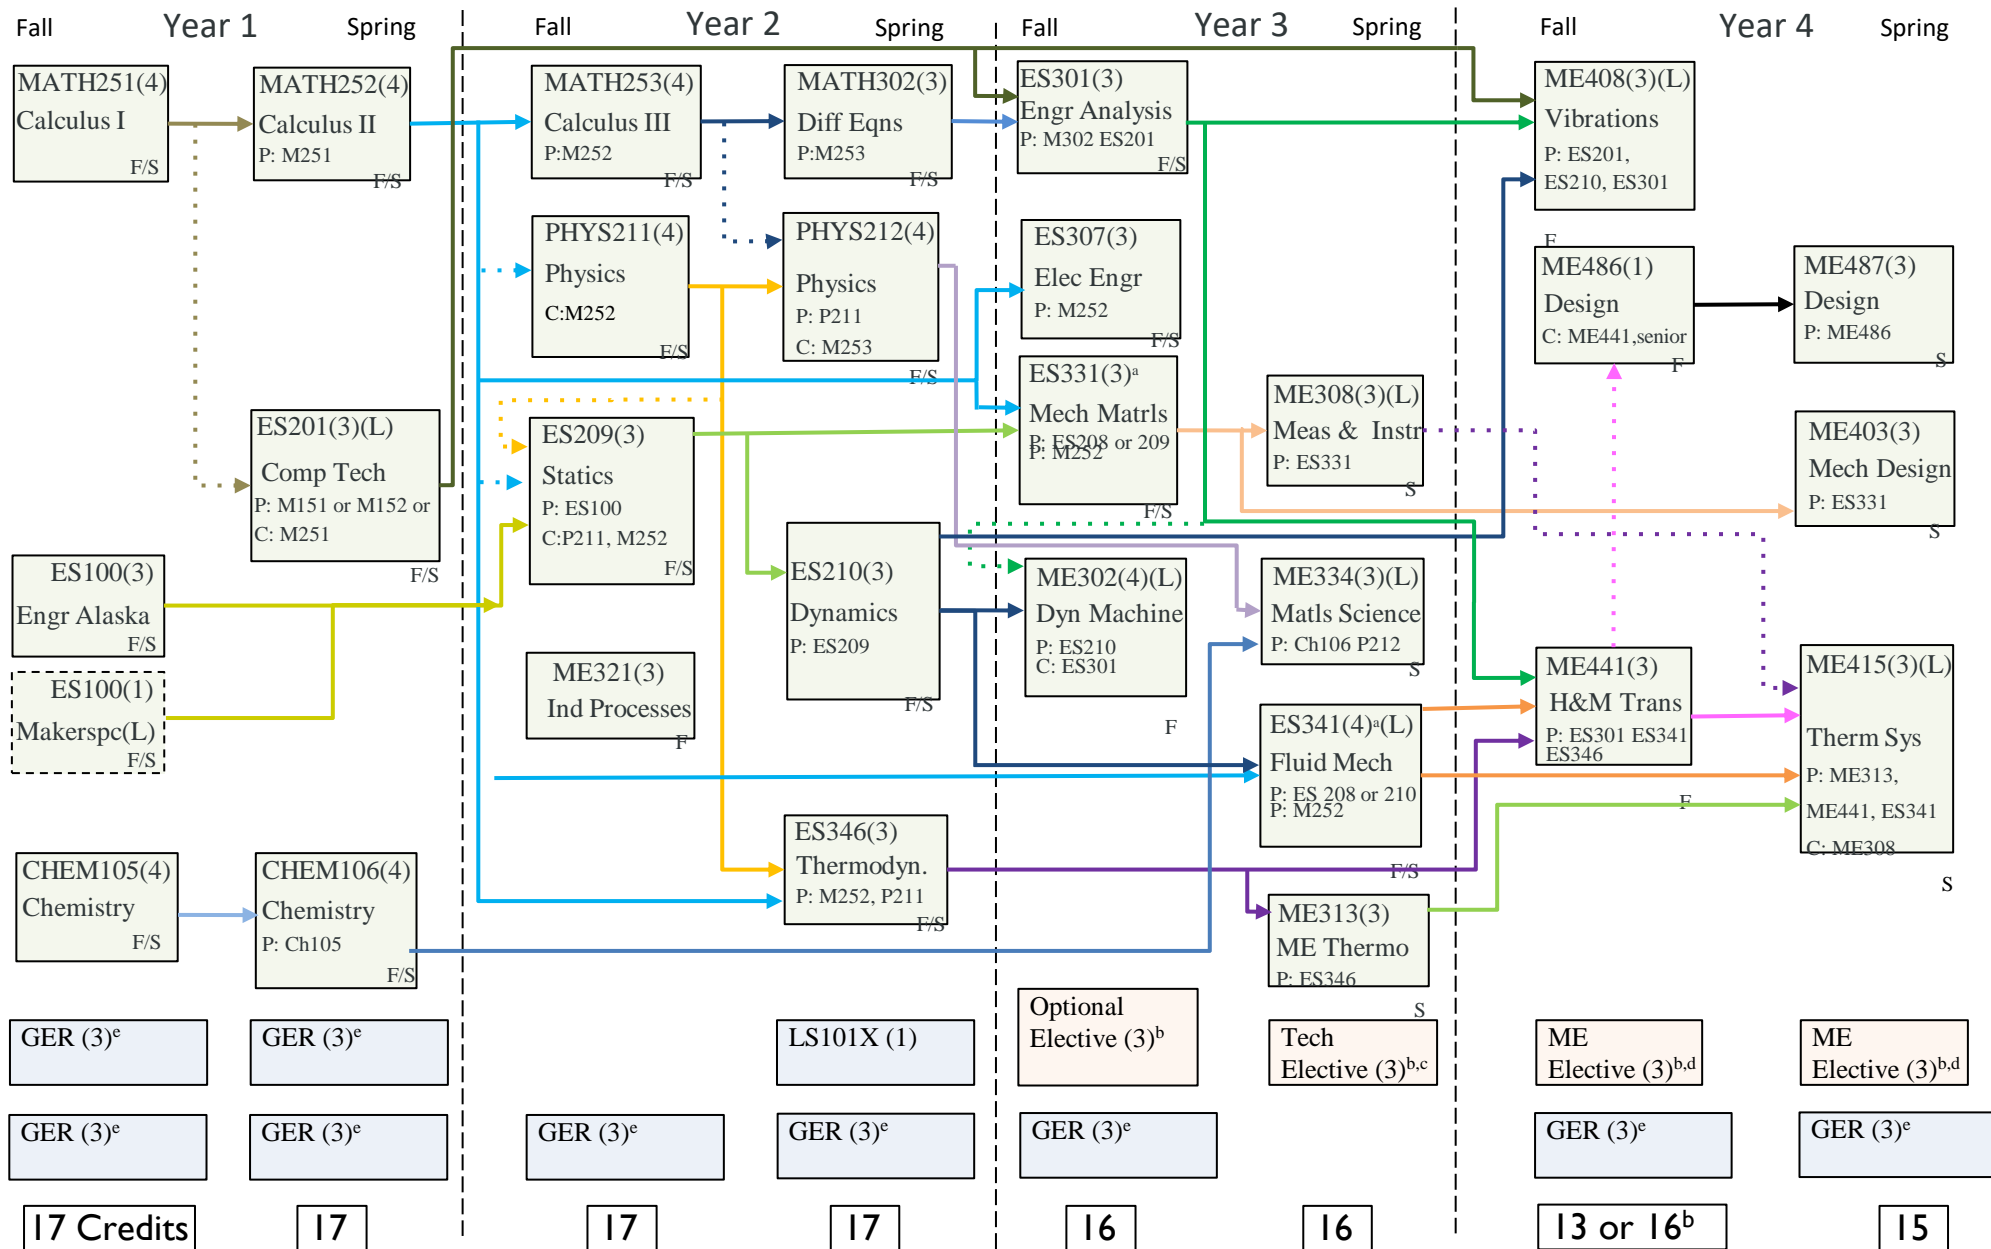 Fall Year 1 Spring
Fall Year 2 Spring
Fall Year 3 Spring
Fall Year 4 Spring
MATH251(4)
Calculus I
F/S
ES100(3)
Engr Alaska
F/S
ES100(1)
Makerspc(L)
F/S
CHEM105(4)
Chemistry
F/S
GER (3)ᵉ
GER (3)ᵉ
17 Credits
MATH252(4)
Calculus II
P: M251
F/S
ES201(3)(L)
Comp Tech
P: M151 or M152 or
C: M251
F/S
CHEM106(4)
Chemistry
P: Ch105
F/S
GER (3)ᵉ
GER (3)ᵉ
17
MATH253(4)
Calculus III
P:M252
F/S
PHYS211(4)
Physics
C:M252
F/S
ES209(3)
Statics
P: ES100
C:P211, M252
F/S
ME321(3)
Ind Processes
F
GER (3)ᵉ
17
MATH302(3)
Diff Eqns
P:M253
F/S
PHYS212(4)
Physics
P: P211
C: M253
F/S
ES210(3)
Dynamics
P: ES209
F/S
ES346(3)
Thermodyn.
P: M252, P211
F/S
LS101X (1)
GER (3)ᵉ
17
ES301(3)
Engr Analysis
P: M302 ES201
F/S
ES307(3)
Elec Engr
P: M252
F/S
ES331(3)ᵃ
Mech Matrls
P: ES208 or 209
P: M252
F/S
ME302(4)(L)
Dyn Machine
P: ES210
C: ES301
F
Optional
Elective (3)ᵇ
GER (3)ᵉ
16
ME308(3)(L)
Meas & Instr
P: ES331
S
ME334(3)(L)
Matls Science
P: Ch106 P212
S
ES341(4)ᵃ(L)
Fluid Mech
P: ES 208 or 210
P: M252
F/S
ME313(3)
ME Thermo
P: ES346
S
Tech
Elective (3)ᵇ,ᶜ
16
ME408(3)(L)
Vibrations
P: ES201,
ES210, ES301
F
ME486(1)
Design
C: ME441,senior
F
ME441(3)
H&M Trans
P: ES301 ES341
ES346
F
ME
Elective (3)ᵇ,ᵈ
GER (3)ᵉ
13 or 16ᵇ
ME487(3)
Design
P: ME486
S
ME403(3)
Mech Design
P: ES331
S
ME415(3)(L)
Therm Sys
P: ME313,
ME441, ES341
C: ME308
S
ME
Elective (3)ᵇ,ᵈ
GER (3)ᵉ
15